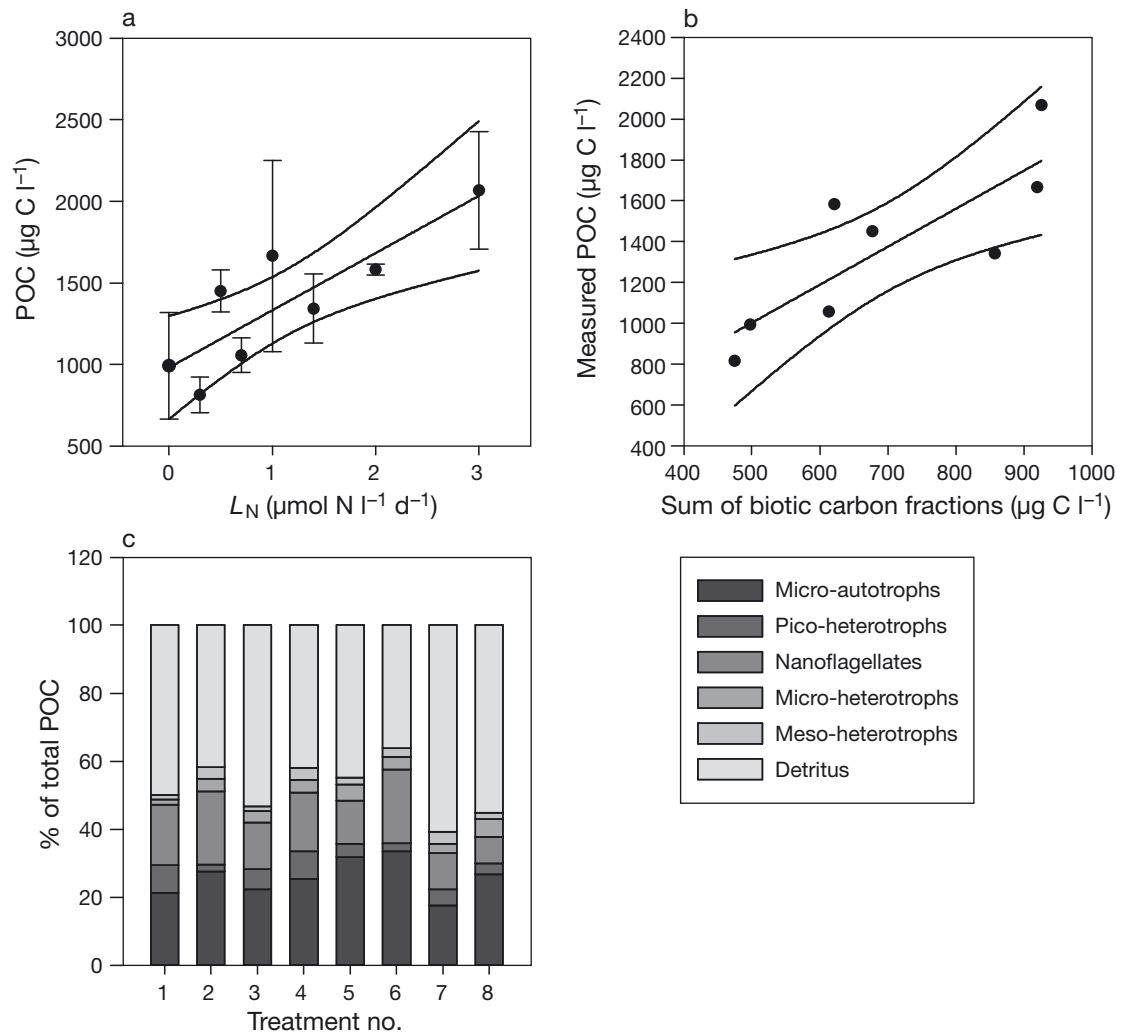 a
3000
2500
2000
1500
1000
500
POC (µg C l⁻¹)
0 1 2 3
L_N (µmol N l⁻¹ d⁻¹)
b
2400
2200
2000
1800
1600
1400
1200
1000
800
600
400
Measured POC (µg C l⁻¹)
400 500 600 700 800 900 1000
Sum of biotic carbon fractions (µg C l⁻¹)
c
120
100
80
60
40
20
0
% of total POC
1 2 3 4 5 6 7 8
Treatment no.
Micro-autotrophs
Pico-heterotrophs
Nanoflagellates
Micro-heterotrophs
Meso-heterotrophs
Detritus